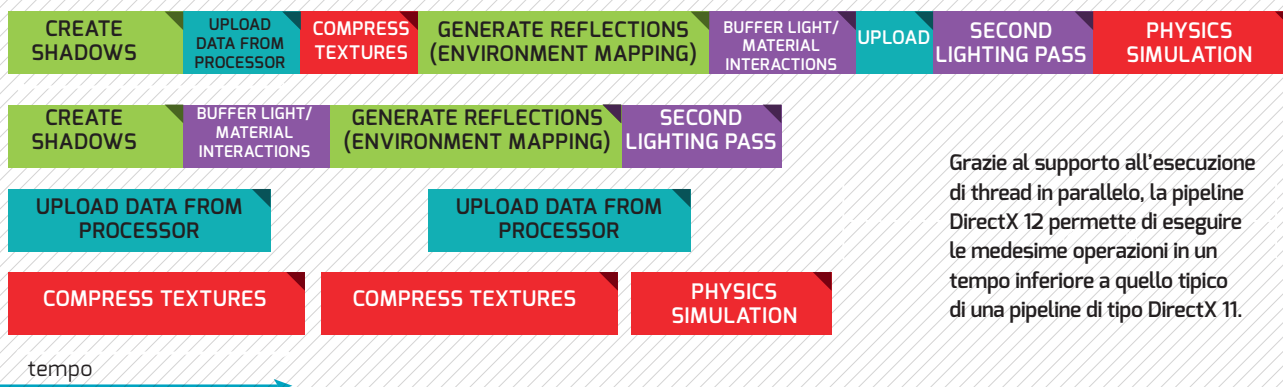 CREATE
SHADOWS
UPLOAD
DATA FROM
PROCESSOR
COMPRESS
TEXTURES
GENERATE REFLECTIONS
(ENVIRONMENT MAPPING)
BUFFER LIGHT/
MATERIAL
INTERACTIONS
UPLOAD
SECOND
LIGHTING PASS
PHYSICS
SIMULATION
CREATE
SHADOWS
BUFFER LIGHT/
MATERIAL
INTERACTIONS
GENERATE REFLECTIONS
(ENVIRONMENT MAPPING)
SECOND
LIGHTING PASS
UPLOAD DATA FROM
PROCESSOR
UPLOAD DATA FROM
PROCESSOR
COMPRESS TEXTURES
COMPRESS TEXTURES
PHYSICS
SIMULATION
Grazie al supporto all'esecuzione
di thread in parallelo, la pipeline
DirectX 12 permette di eseguire
le medesime operazioni in un
tempo inferiore a quello tipico
di una pipeline di tipo DirectX 11.
tempo